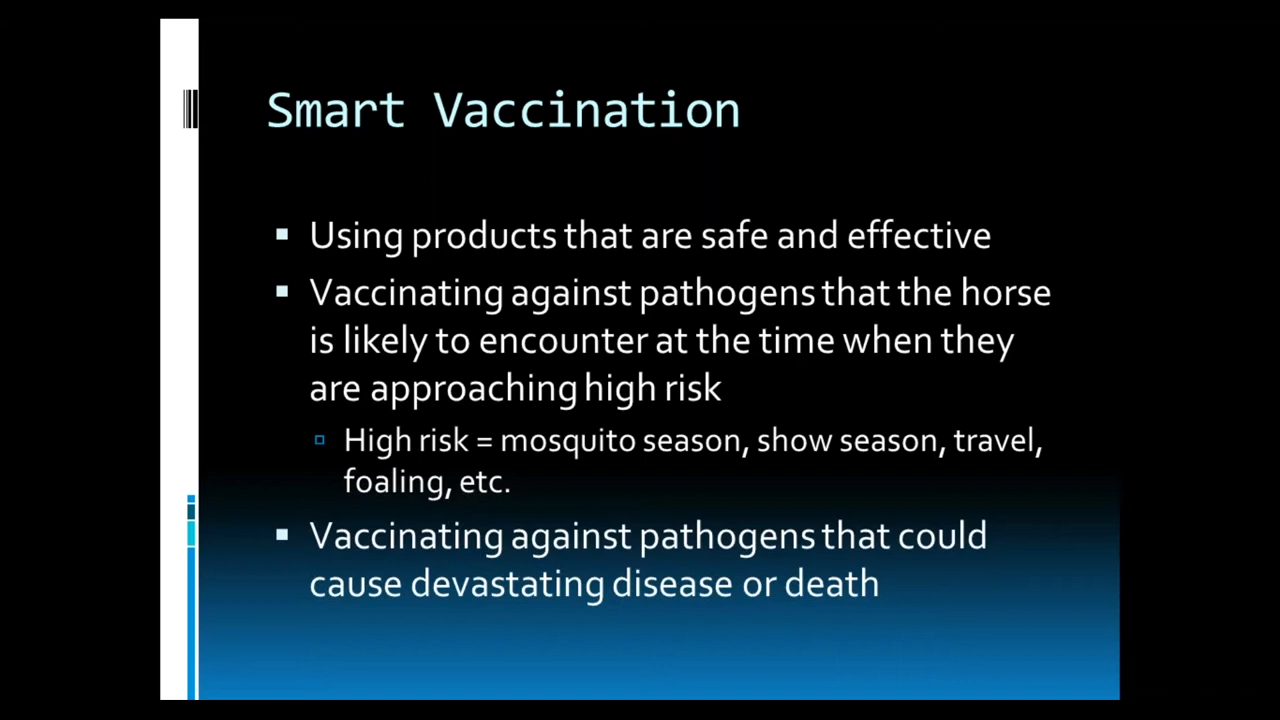 Smart Vaccination
Using products that are safe and effective
Vaccinating against pathogens that the horse
is likely to encounter at the time when they
are approaching high risk
High risk = mosquito season, show season, travel,
foaling, etc.
Vaccinating against pathogens that could
cause devastating disease or death